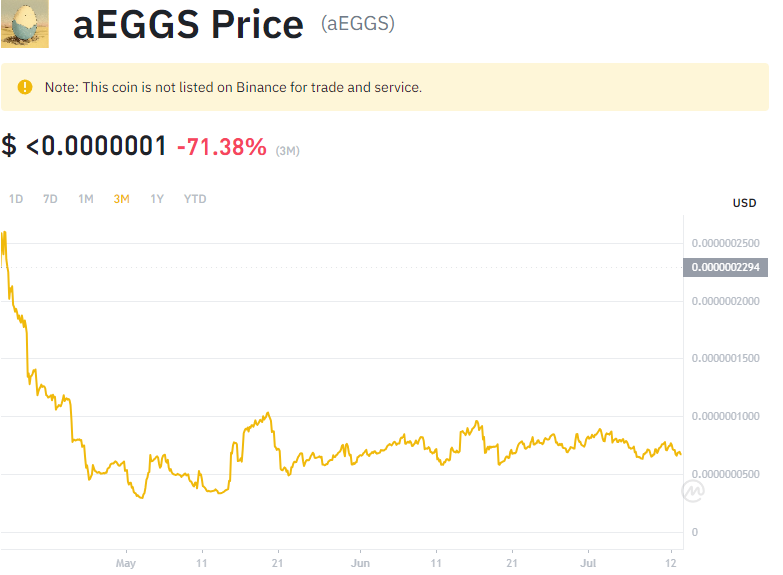 aEGGS Price (aEGGS)
Note: This coin is not listed on Binance for trade and service.
$ <0.0000001 -71.38% (3M)
1D 7D 1M 3M 1Y YTD
USD
0.0000002500
0.0000002294
0.0000002000
0.0000001500
0.0000001000
0.0000000500
0
May 11 21 Jun 11 21 Jul 12